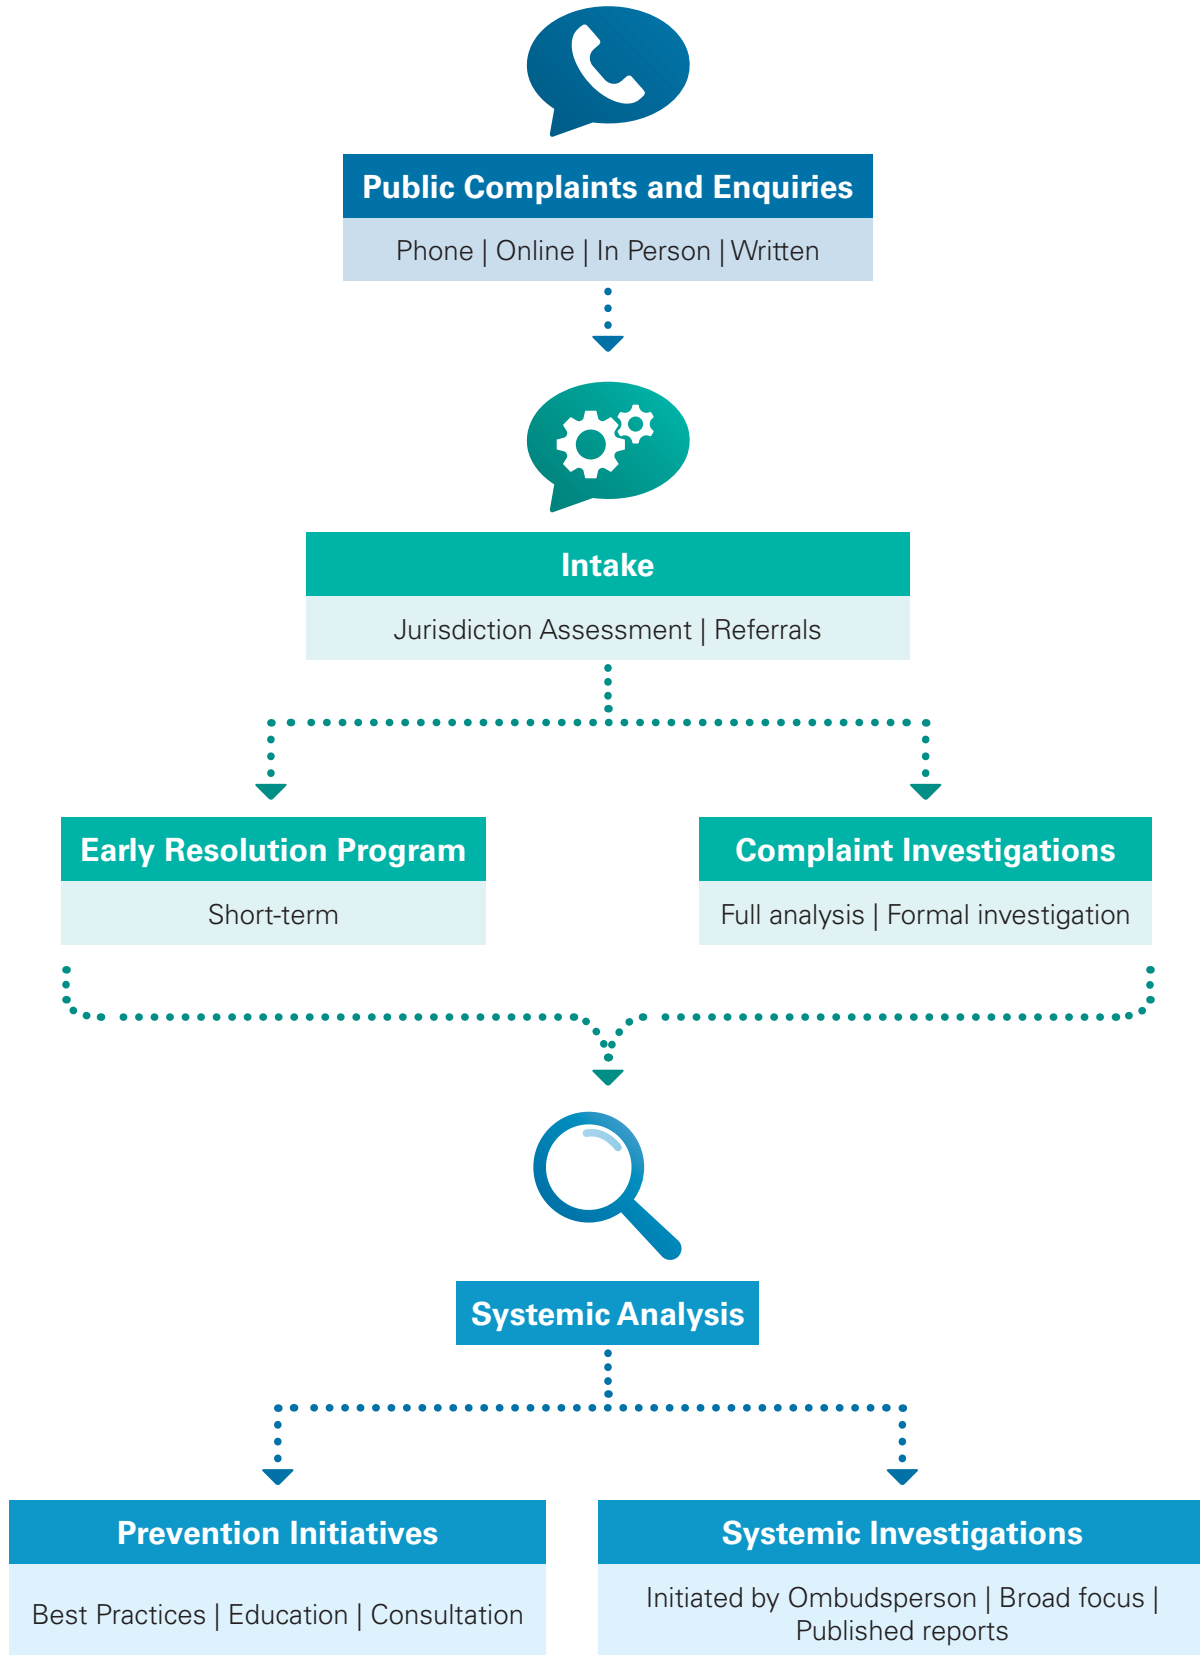 Public Complaints and Enquiries
Phone | Online | In Person | Written
Intake
Jurisdiction Assessment | Referrals
Early Resolution Program
Short-term
Complaint Investigations
Full analysis | Formal investigation
Systemic Analysis
Prevention Initiatives
Best Practices | Education | Consultation
Systemic Investigations
Initiated by Ombudsperson | Broad focus |
Published reports